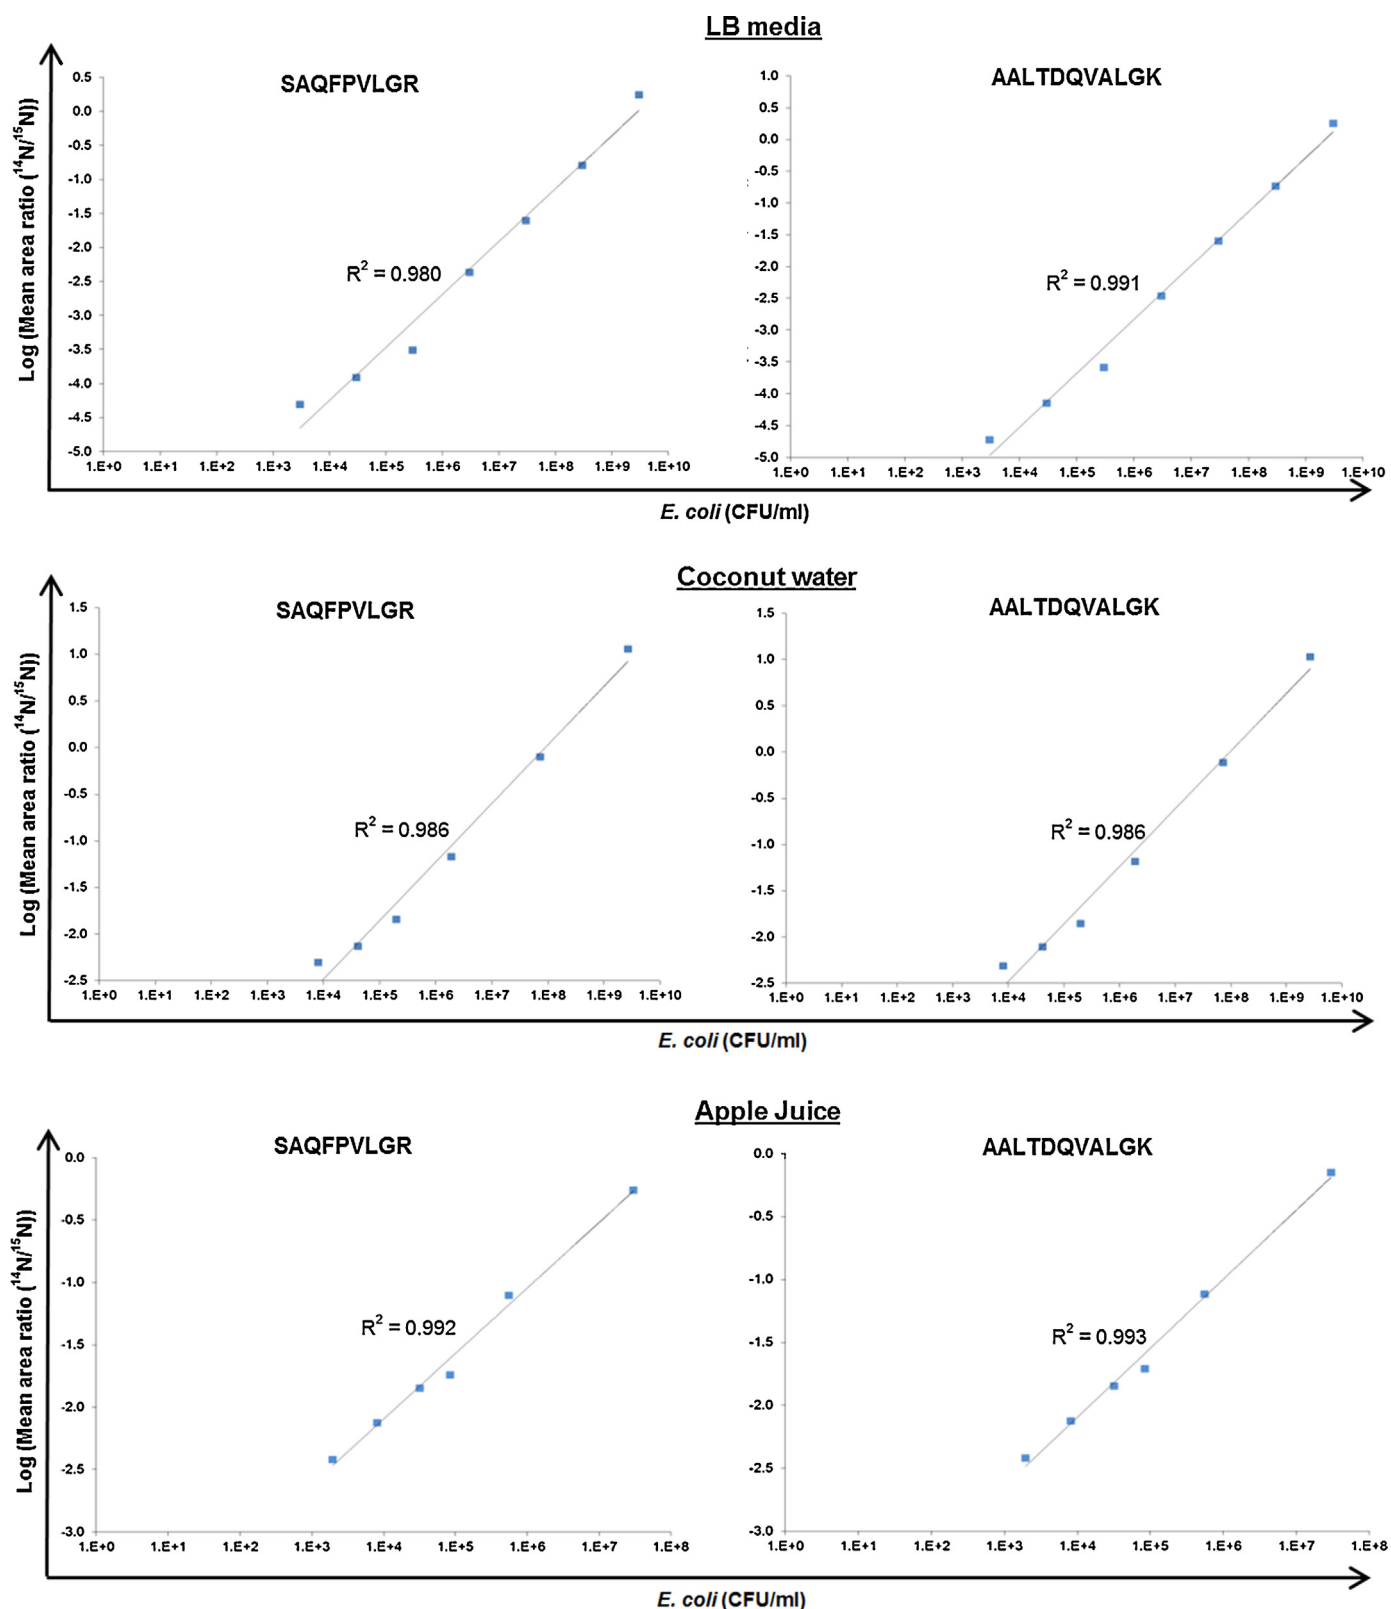 LB media
SAQFPVLGR
AALTDQVALGK
Log (Mean area ratio (¹⁴N/¹⁵N))
0.5
0.0
-0.5
-1.0
-1.5
-2.0
-2.5
-3.0
-3.5
-4.0
-4.5
-5.0
R² = 0.980
1.E+0 1.E+1 1.E+2 1.E+3 1.E+4 1.E+5 1.E+6 1.E+7 1.E+8 1.E+9 1.E+10
1.0
0.5
0.0
-0.5
-1.0
-1.5
-2.0
-2.5
-3.0
-3.5
-4.0
-4.5
-5.0
R² = 0.991
1.E+0 1.E+1 1.E+2 1.E+3 1.E+4 1.E+5 1.E+6 1.E+7 1.E+8 1.E+9 1.E+10
E. coli (CFU/ml)
Coconut water
SAQFPVLGR
AALTDQVALGK
Log (Mean area ratio (¹⁴N/¹⁵N))
1.5
1.0
0.5
0.0
-0.5
-1.0
-1.5
-2.0
-2.5
R² = 0.986
1.E+0 1.E+1 1.E+2 1.E+3 1.E+4 1.E+5 1.E+6 1.E+7 1.E+8 1.E+9 1.E+10
1.5
1.0
0.5
0.0
-0.5
-1.0
-1.5
-2.0
-2.5
R² = 0.986
1.E+0 1.E+1 1.E+2 1.E+3 1.E+4 1.E+5 1.E+6 1.E+7 1.E+8 1.E+9 1.E+10
E. coli (CFU/ml)
Apple Juice
SAQFPVLGR
AALTDQVALGK
Log (Mean area ratio (¹⁴N/¹⁵N))
0.0
-0.5
-1.0
-1.5
-2.0
-2.5
-3.0
R² = 0.992
1.E+0 1.E+1 1.E+2 1.E+3 1.E+4 1.E+5 1.E+6 1.E+7 1.E+8
0.0
-0.5
-1.0
-1.5
-2.0
-2.5
-3.0
R² = 0.993
1.E+0 1.E+1 1.E+2 1.E+3 1.E+4 1.E+5 1.E+6 1.E+7 1.E+8
E. coli (CFU/ml)